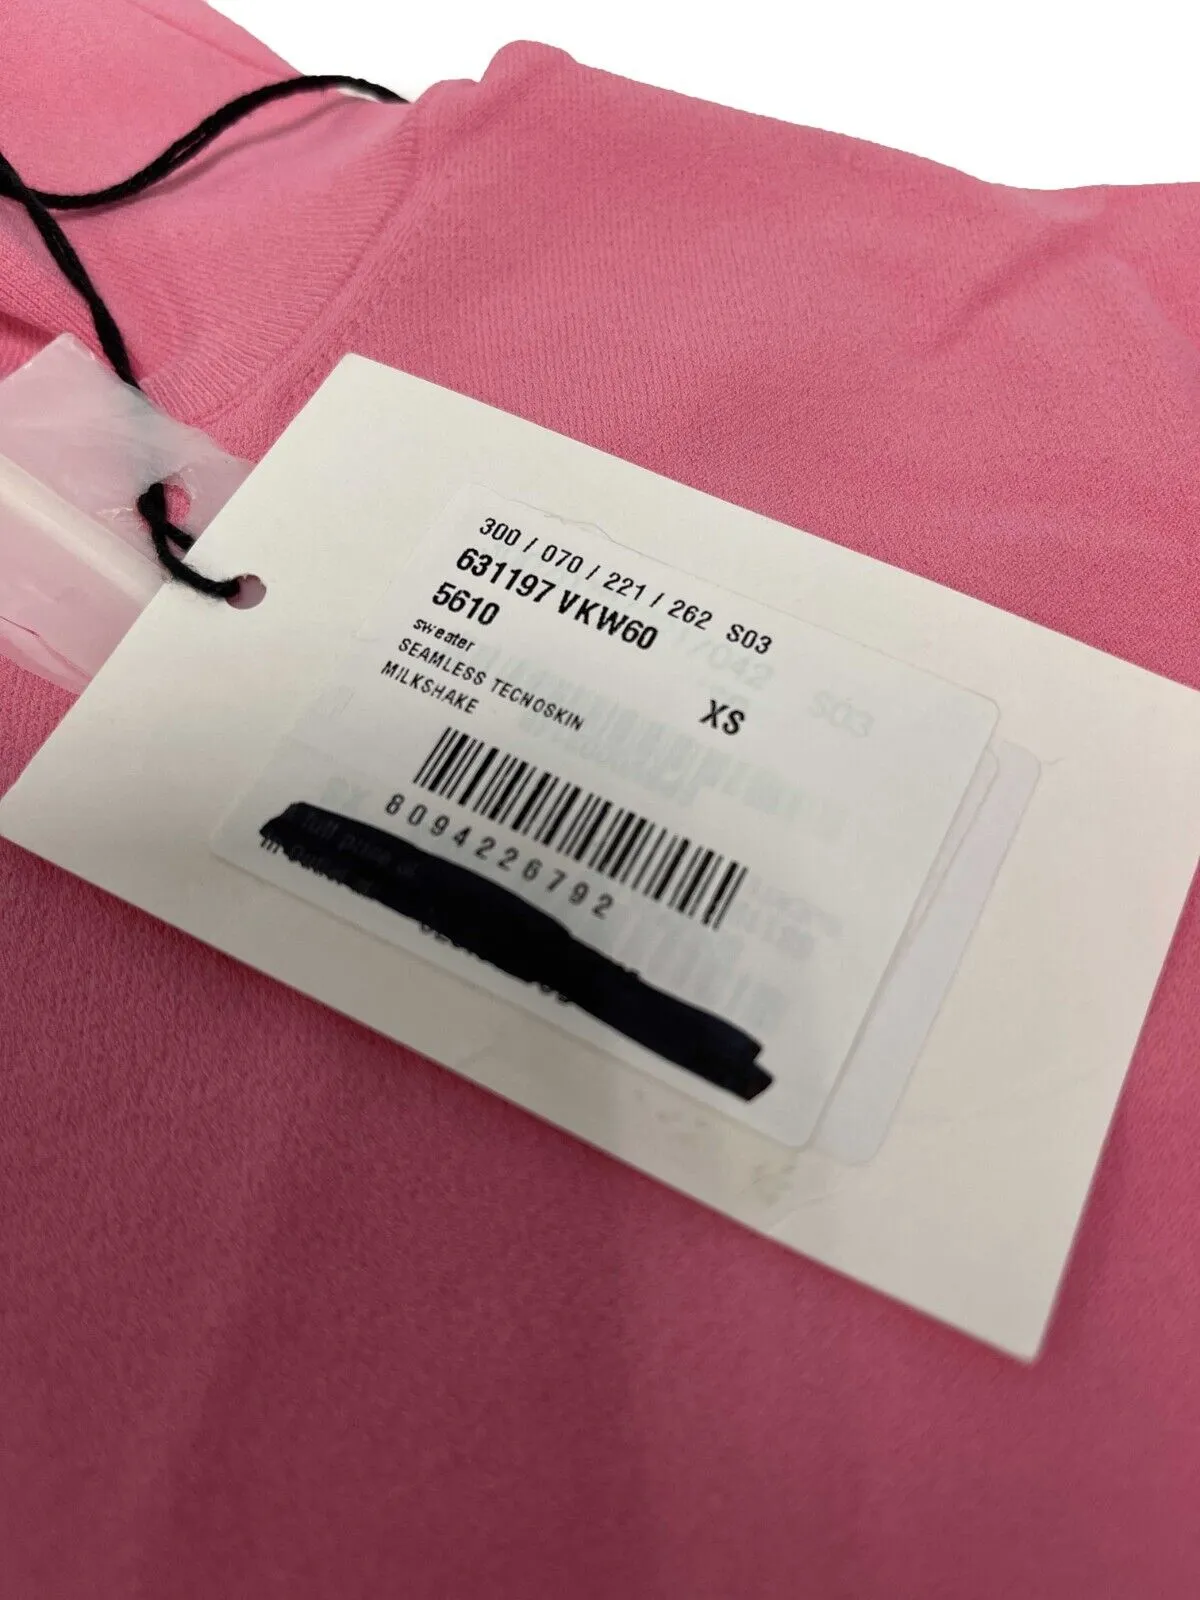 300 / 070 / 221 / 262 S03
631197 VKW60
5610
sweater
XS
SEAMLESS TECNOSKIN
MILKSHAKE
8094226792